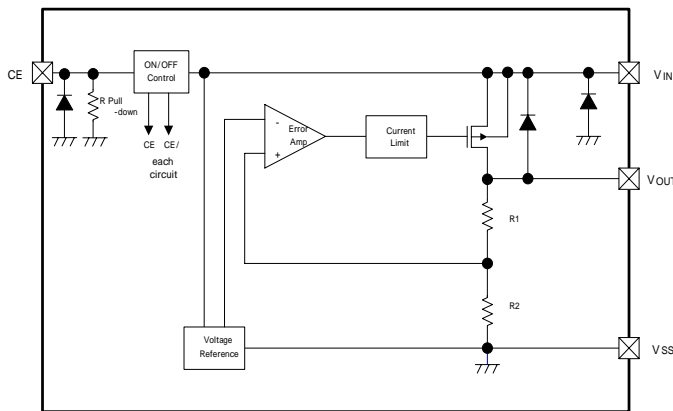 CE
ON/OFF
Control
R Pull
-down
CE CE/
each
circuit
-
+
Error
Amp
Current
Limit
VIN
VOUT
R1
R2
Voltage
Reference
VSS